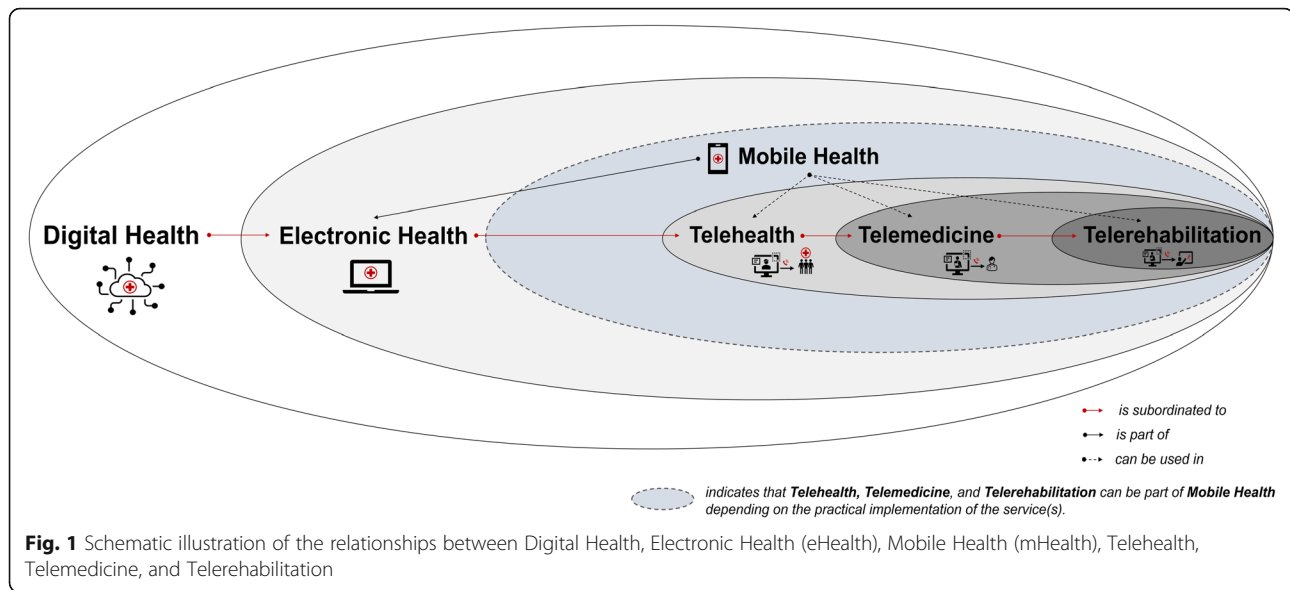 Mobile Health
Digital Health
Electronic Health
Telehealth
Telemedicine
Telerehabilitation
is subordinated to
is part of
can be used in
indicates that Telehealth, Telemedicine, and Telerehabilitation can be part of Mobile Health
depending on the practical implementation of the service(s).
Fig. 1 Schematic illustration of the relationships between Digital Health, Electronic Health (eHealth), Mobile Health (mHealth), Telehealth,
Telemedicine, and Telerehabilitation